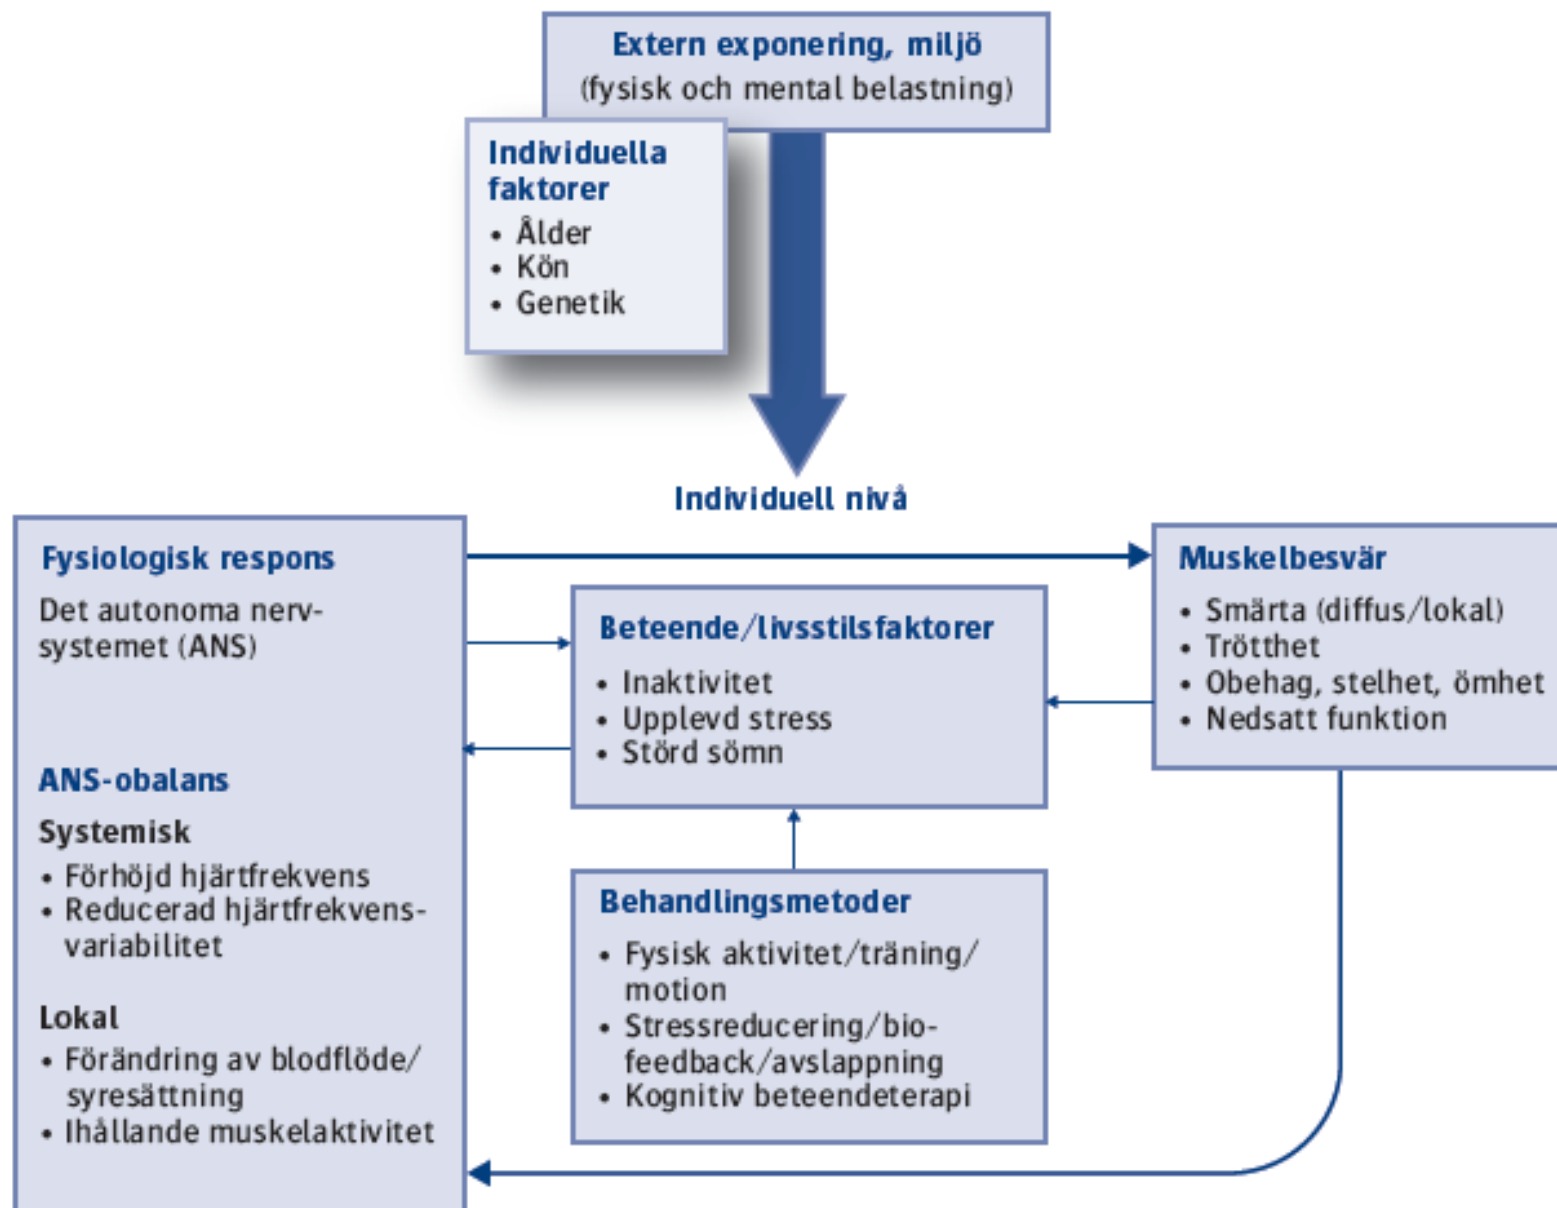 Extern exponering, miljö
(fysisk och mental belastning)
Individuella
faktorer
• Ålder
• Kön
• Genetik
Individuell nivå
Fysiologisk respons
Det autonoma nerv-
systemet (ANS)
ANS-obalans
Systemisk
• Förhöjd hjärtfrekvens
• Reducerad hjärtfrekvens-
variabilitet
Lokal
• Förändring av blodflöde/
syresättning
• Ihållande muskelaktivitet
Beteende/livsstilsfaktorer
• Inaktivitet
• Upplevd stress
• Störd sömn
Behandlingsmetoder
• Fysisk aktivitet/träning/
motion
• Stressreducering/bio-
feedback/avslappning
• Kognitiv beteendeterapi
Muskelbesvär
• Smärta (diffus/lokal)
• Trötthet
• Obehag, stelhet, ömhet
• Nedsatt funktion